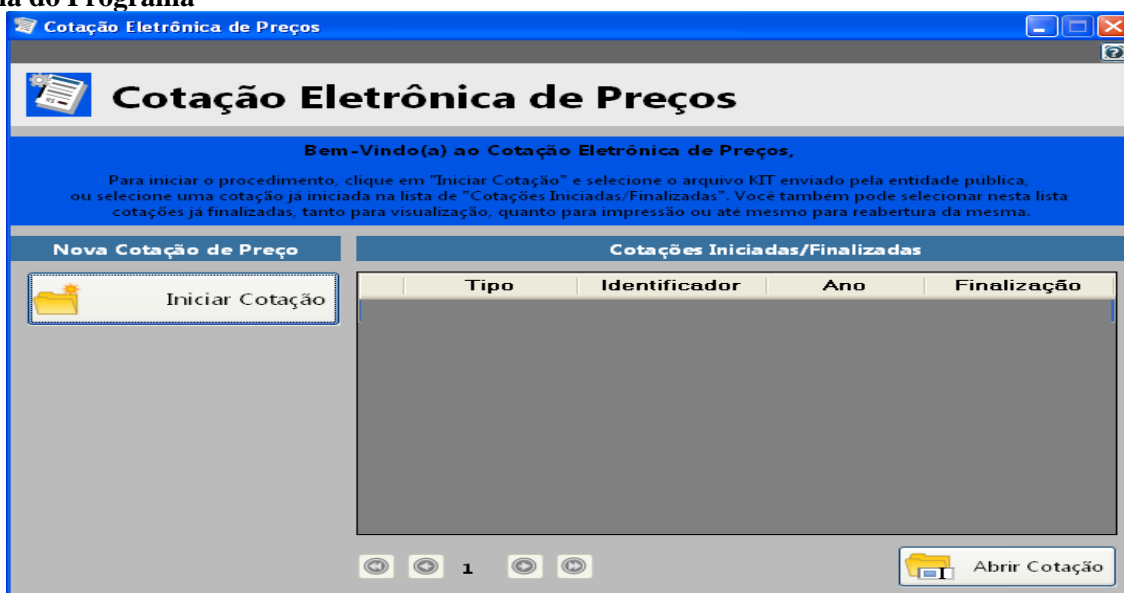 do Programa
Cotação Eletrônica de Preços
Cotação Eletrônica de Preços
Bem-Vindo(a) ao Cotação Eletrônica de Preços,
Para iniciar o procedimento, clique em "Iniciar Cotação" e selecione o arquivo KIT enviado pela entidade pública,
ou selecione uma cotação já iniciada na lista de "Cotações Iniciadas/Finalizadas". Você também pode selecionar nesta lista
cotações já finalizadas, tanto para visualização, quanto para impressão ou até mesmo para reabertura da mesma.
Nova Cotação de Preço
Cotações Iniciadas/Finalizadas
Iniciar Cotação
Tipo Identificador Ano Finalização
1
Abrir Cotação